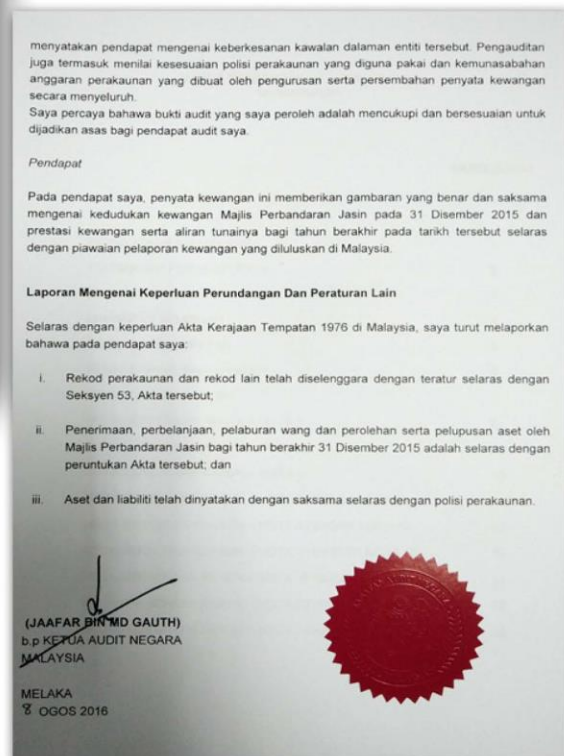 menyatakan pendapat mengenai keberkesanan kawalan dalaman entiti tersebut. Pengauditan
juga termasuk menilai kesesuaian polisi perakaunan yang diguna pakai dan kemunasabahan
anggaran perakaunan yang dibuat oleh pengurusan serta persembahan penyata kewangan
secara menyeluruh.
Saya percaya bahawa bukti audit yang saya peroleh adalah mencukupi dan bersesuaian untuk
dijadikan asas bagi pendapat audit saya.
Pendapat
Pada pendapat saya, penyata kewangan ini memberikan gambaran yang benar dan saksama
mengenai kedudukan kewangan Majlis Perbandaran Jasin pada 31 Disember 2015 dan
prestasi kewangan serta aliran tunainya bagi tahun berakhir pada tarikh tersebut selaras
dengan piawaian pelaporan kewangan yang diluluskan di Malaysia.
Laporan Mengenai Keperluan Perundangan Dan Peraturan Lain
Selaras dengan keperluan Akta Kerajaan Tempatan 1976 di Malaysia, saya turut melaporkan
bahawa pada pendapat saya:
i. Rekod perakaunan dan rekod lain telah diselenggara dengan teratur selaras dengan
Seksyen 53, Akta tersebut;
ii. Penerimaan, perbelanjaan, pelaburan wang dan perolehan serta pelupusan aset oleh
Majlis Perbandaran Jasin bagi tahun berakhir 31 Disember 2015 adalah selaras dengan
peruntukan Akta tersebut; dan
iii. Aset dan liabiliti telah dinyatakan dengan saksama selaras dengan polisi perakaunan.
(JAAFAR BIN MD GAUTH)
b.p KETUA AUDIT NEGARA
MALAYSIA
MELAKA
8 OGOS 2016